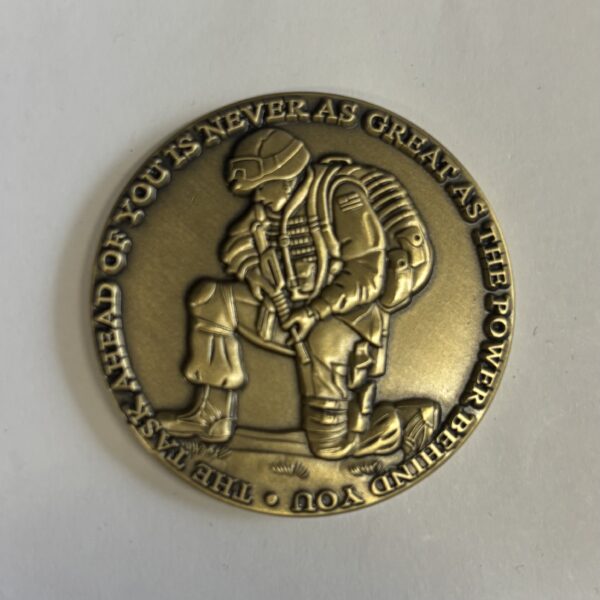 THE TASK AHEAD OF YOU IS NEVER AS GREAT AS THE POWER BEHIND YOU •